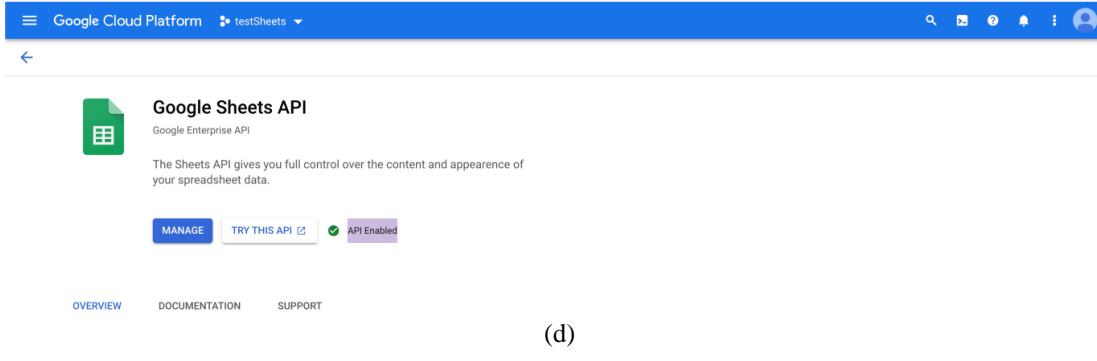 Google Cloud Platform testSheets
Google Sheets API
Google Enterprise API
The Sheets API gives you full control over the content and appearence of
your spreadsheet data.
MANAGE TRY THIS API API Enabled
OVERVIEW DOCUMENTATION SUPPORT
(d)